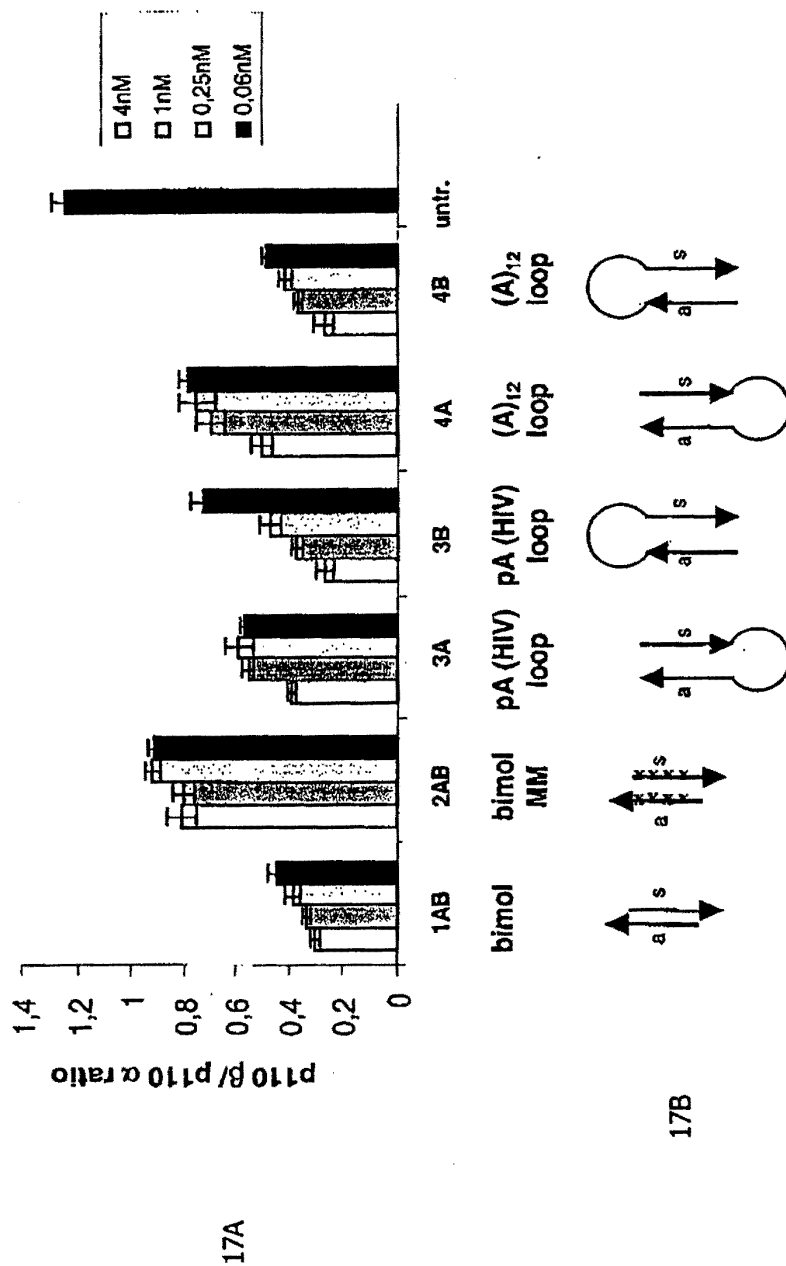 17A
p110 β/ p110 α ratio
1,4
1,2
1
0,8
0,6
0,4
0,2
0
4nM
1nM
0,25nM
0,06nM
1AB
2AB
3A
3B
4A
4B
untr.
bimol
bimol
MM
pA (HIV)
loop
pA (HIV)
loop
(A)12
loop
(A)12
loop
17B
a
s
a
s
xxxx
xxxx
a
s
a
s
a
s
a
s